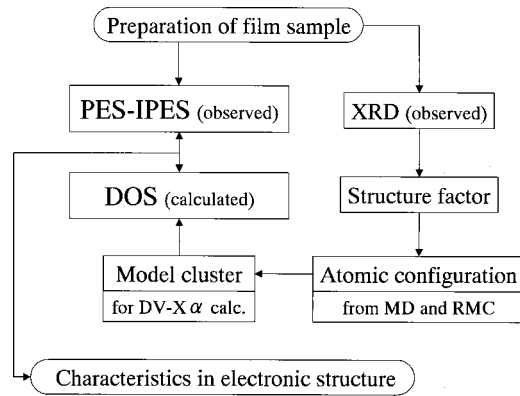 Preparation of film sample
PES-IPES (observed)
XRD (observed)
DOS (calculated)
Structure factor
Model cluster
for DV-X α calc.
Atomic configuration
from MD and RMC
Characteristics in electronic structure